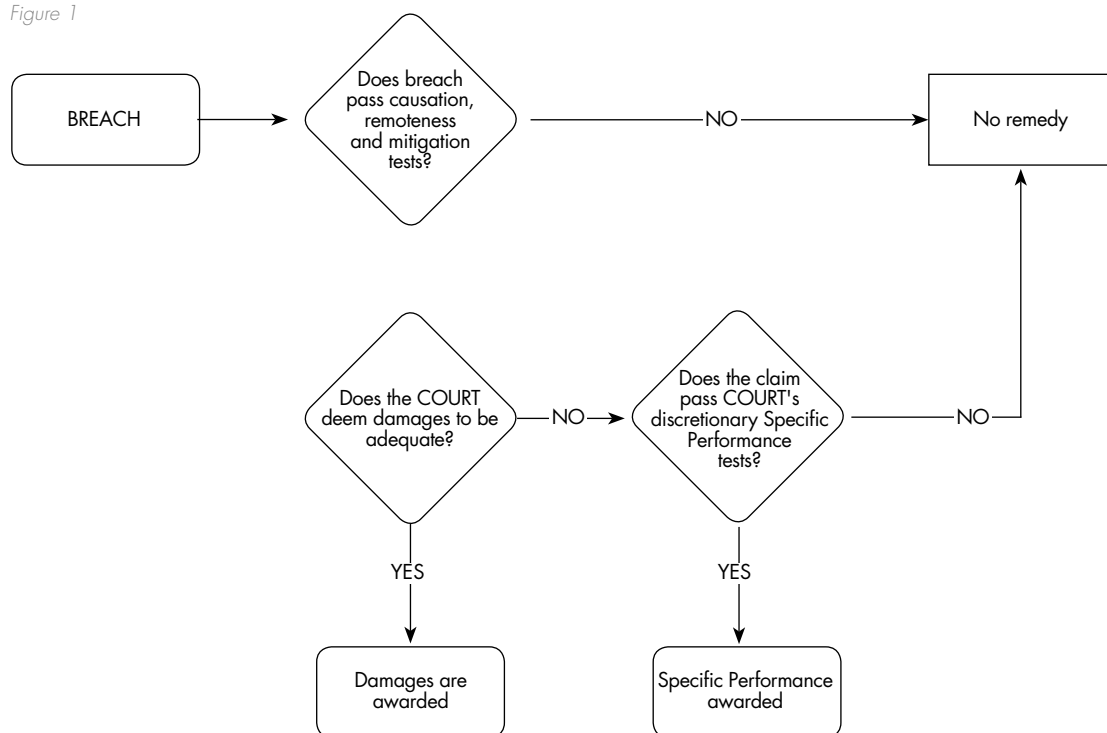 Figure 1
BREACH
Does breach
pass causation,
remoteness
and mitigation
tests?
NO
No remedy
Does the COURT
deem damages to be
adequate?
NO
Does the claim
pass COURT's
discretionary Specific
Performance
tests?
NO
YES
YES
Damages are
awarded
Specific Performance
awarded